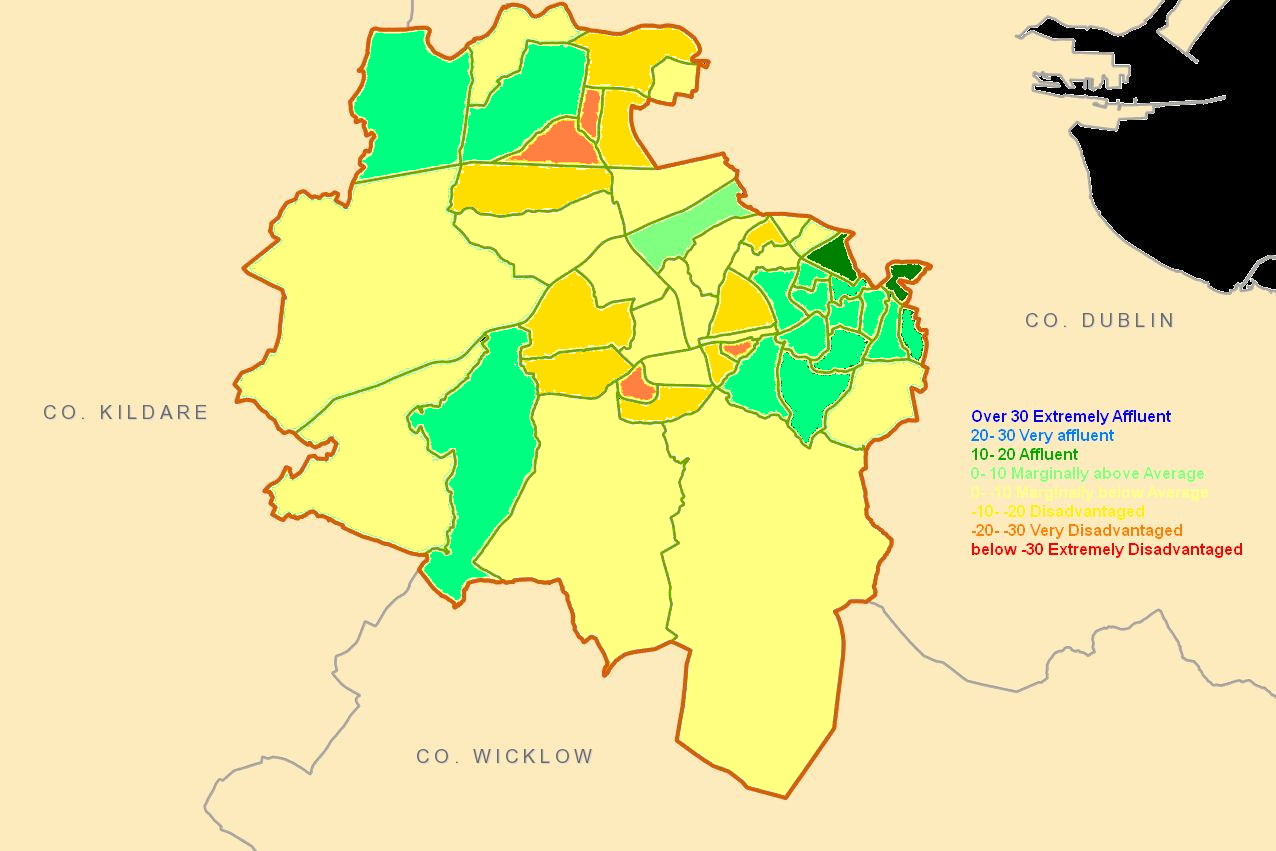 CO. DUBLIN
CO. KILDARE
Over 30 Extremely Affluent
20- 30 Very affluent
10- 20 Affluent
0- 10 Marginally above Average
0- -10 Marginally below Average
-10- -20 Disadvantaged
-20- -30 Very Disadvantaged
below -30 Extremely Disadvantaged
CO. WICKLOW